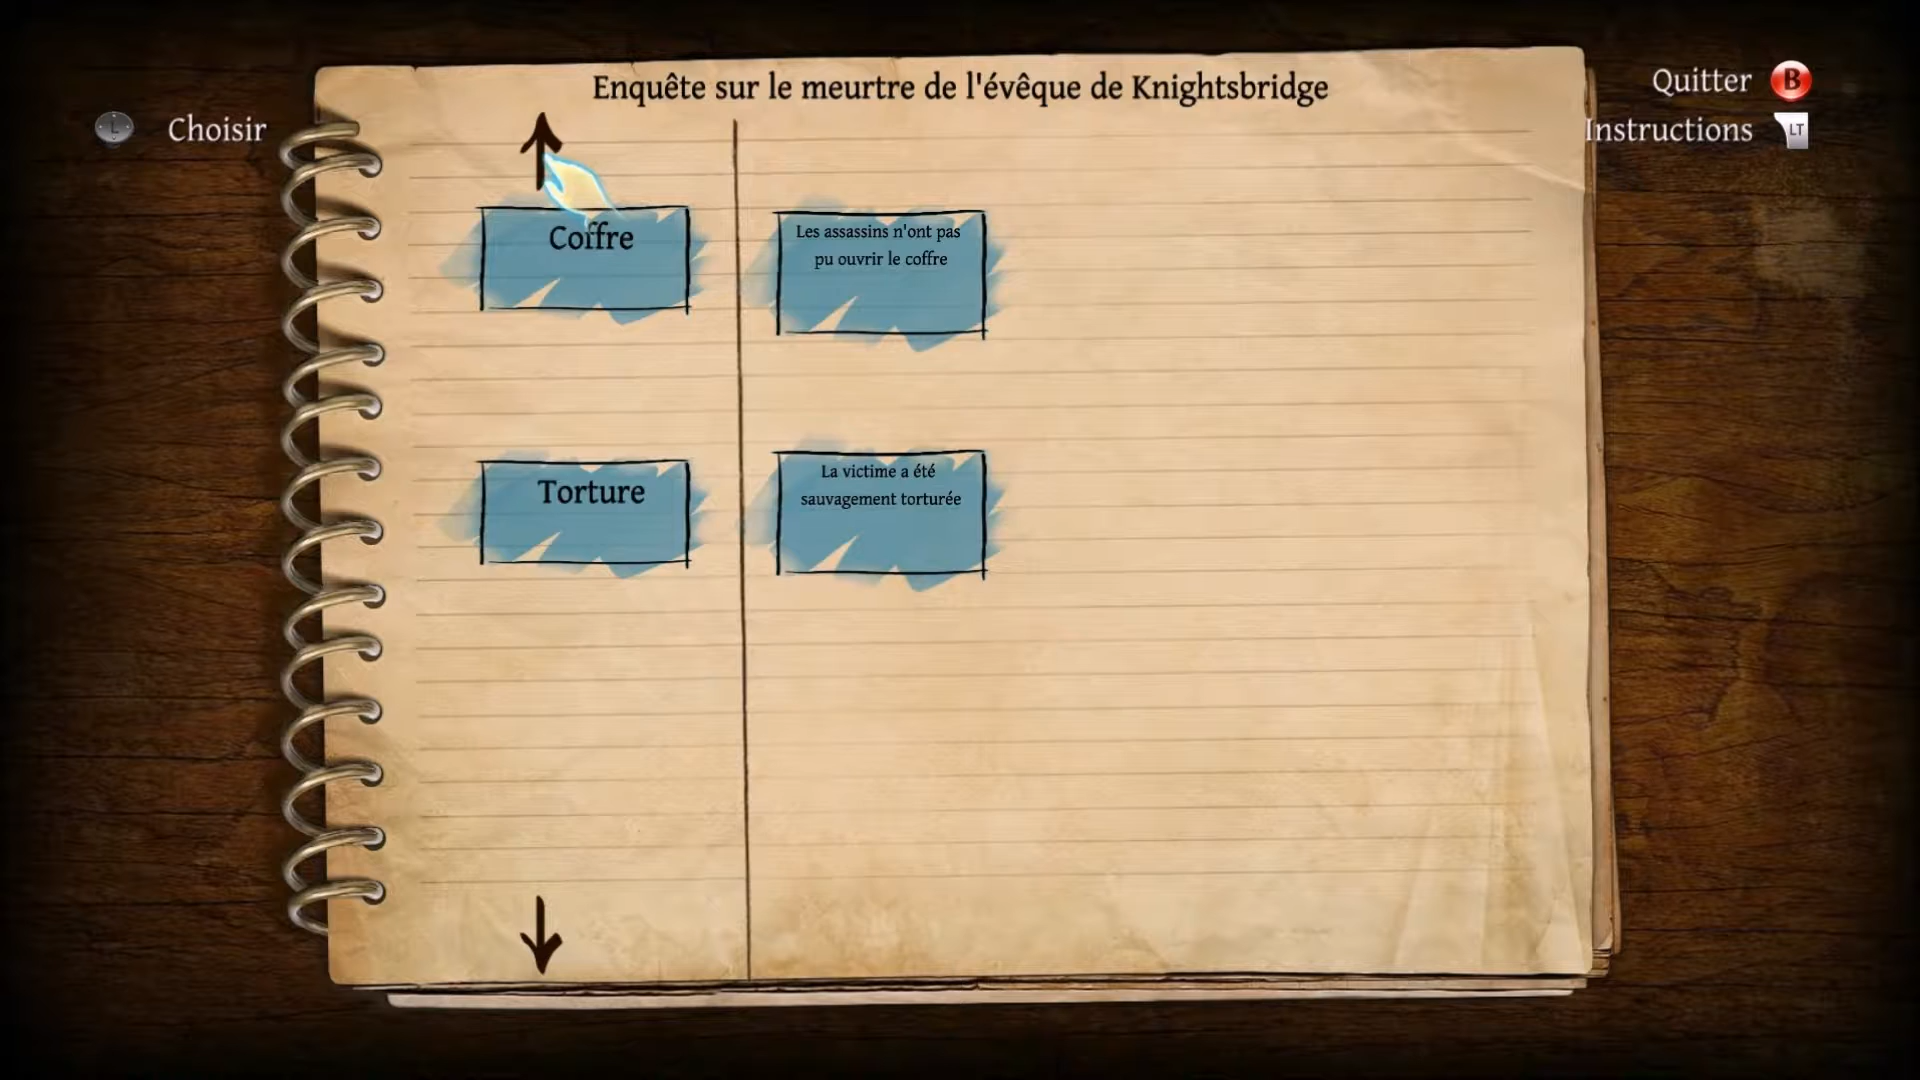 Enquête sur le meurtre de l'évêque de Knightsbridge
Quitter B
L Choisir
Instructions LT
Coffre
Les assassins n'ont pas
pu ouvrir le coffre
Torture
La victime a été
sauvagement torturée